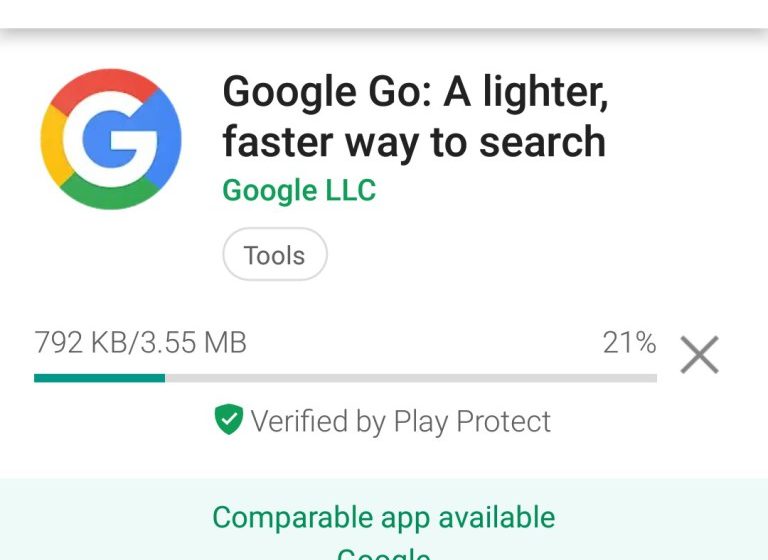 Google Go: A lighter,
faster way to search
Google LLC
Tools
792 KB/3.55 MB
21%
Verified by Play Protect
Comparable app available
Google